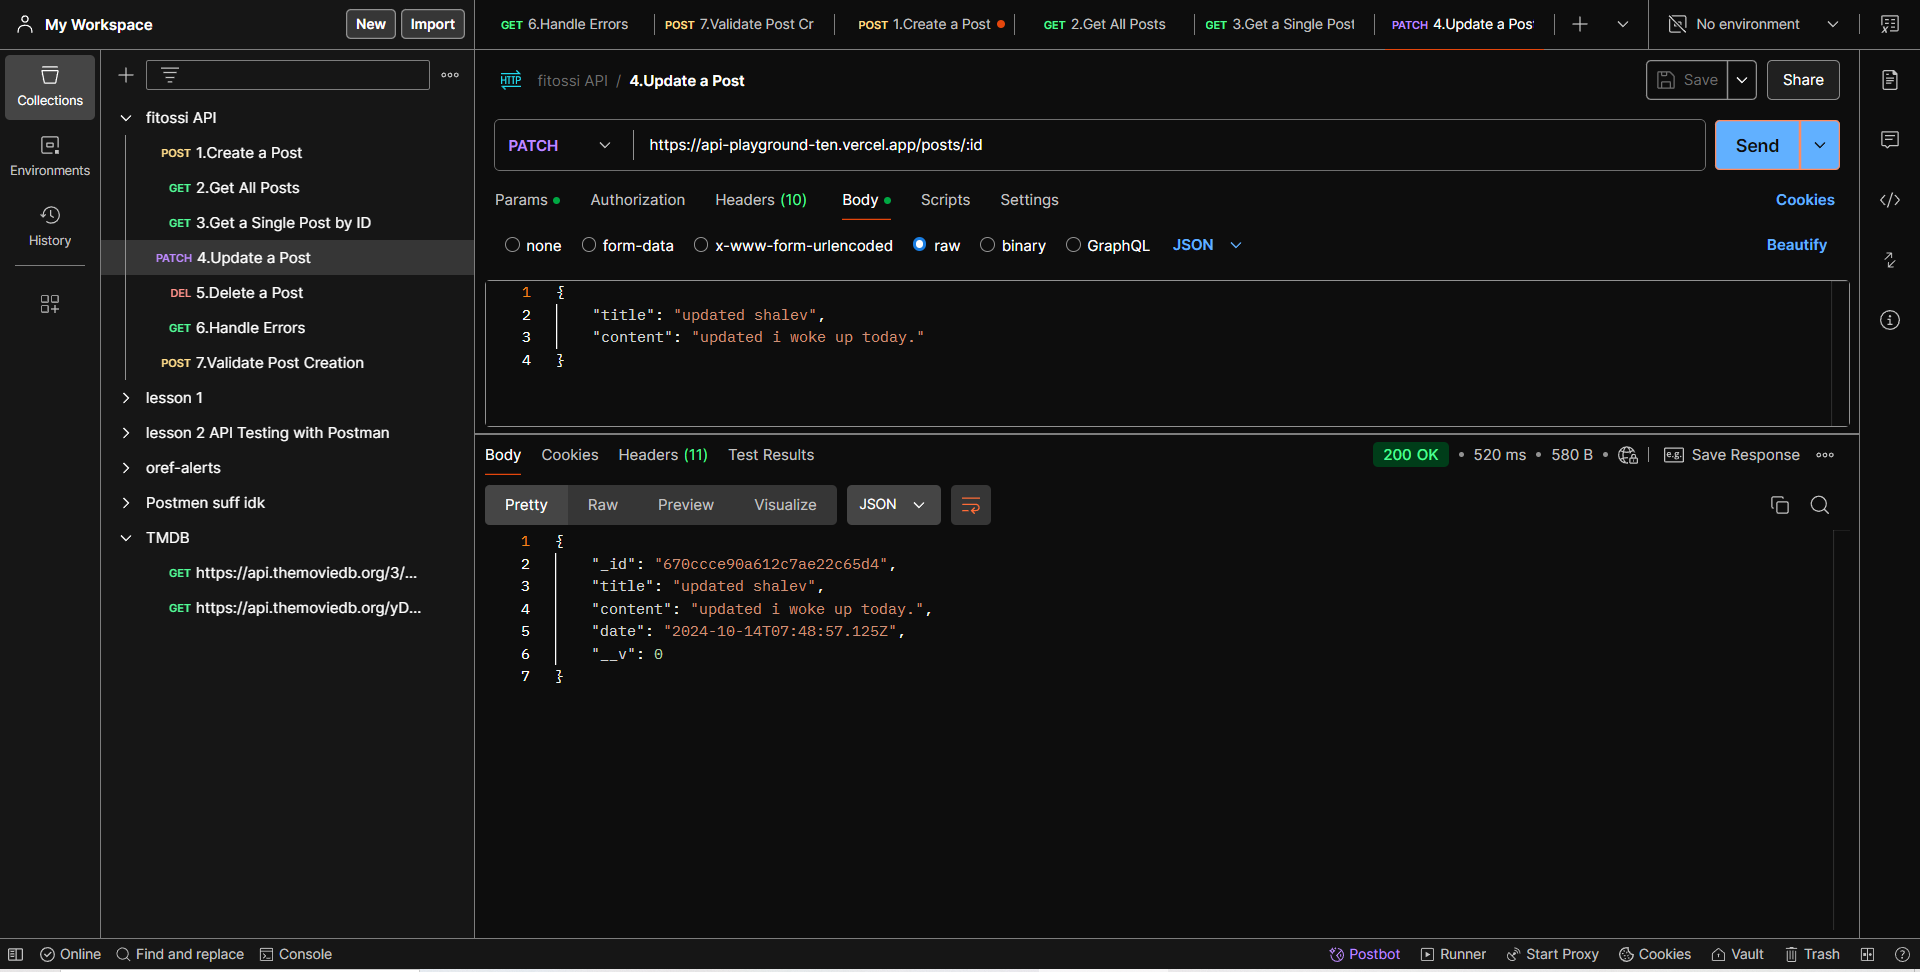 My Workspace
New
Import
GET 6.Handle Errors
POST 7.Validate Post Cr
POST 1.Create a Post
GET 2.Get All Posts
GET 3.Get a Single Post
PATCH 4.Update a Pos
No environment
Collections
Environments
History
fitossi API
POST 1.Create a Post
GET 2.Get All Posts
GET 3.Get a Single Post by ID
PATCH 4.Update a Post
DEL 5.Delete a Post
GET 6.Handle Errors
POST 7.Validate Post Creation
lesson 1
lesson 2 API Testing with Postman
oref-alerts
Postmen suff idk
TMDB
GET https://api.themoviedb.org/3/...
GET https://api.themoviedb.org/yD...
HTTP fitossi API / 4.Update a Post
Save
Share
PATCH https://api-playground-ten.vercel.app/posts/:id
Send
Params Authorization Headers (10) Body Scripts Settings Cookies
none form-data x-www-form-urlencoded raw binary GraphQL JSON Beautify
1 {
2 "title": "updated shalev",
3 "content": "updated i woke up today."
4 }
Body Cookies Headers (11) Test Results 200 OK • 520 ms • 580 B • e.g. Save Response
Pretty Raw Preview Visualize JSON
1 {
2 "_id": "670ccce90a612c7ae22c65d4",
3 "title": "updated shalev",
4 "content": "updated i woke up today.",
5 "date": "2024-10-14T07:48:57.125Z",
6 "__v": 0
7 }
Online Find and replace Console Postbot Runner Start Proxy Cookies Vault Trash